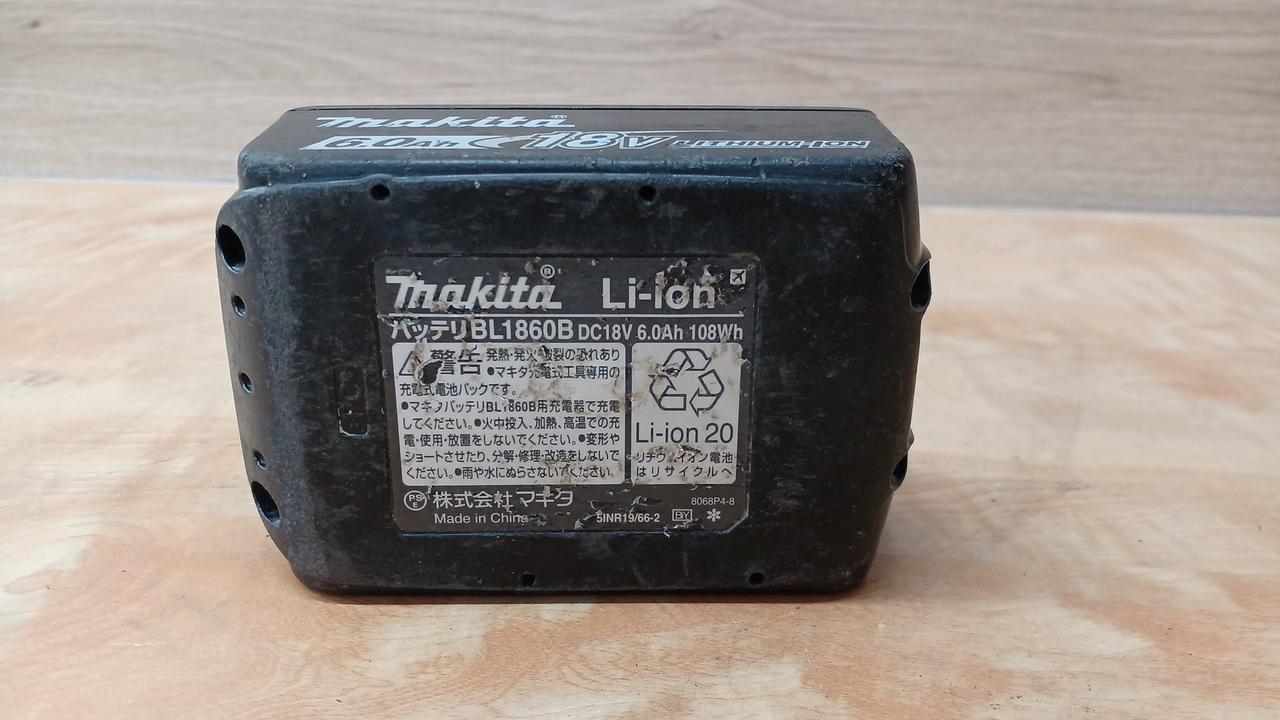 makita®
6.0Ah 18V LITHIUM-ION
makita® Li-ion
バッテリBL1860B DC18V 6.0Ah 108Wh
警告 発熱・発火・破裂の恐れあり
●マキタ充電式工具専用の
充電式電池パックです。
●マキタバッテリBL1860B用充電器で充電
してください。●火中投入、加熱、高温での充
電・使用・放置をしないでください。●変形や
ショートさせたり、分解・修理・改造をしないで
ください。●雨や水にぬらさないでください。
Li-ion 20
リチウムイオン電池
はリサイクルへ
PSE 株式会社 マキタ
8068P4-8
Made in China 5INR19/66-2 BY